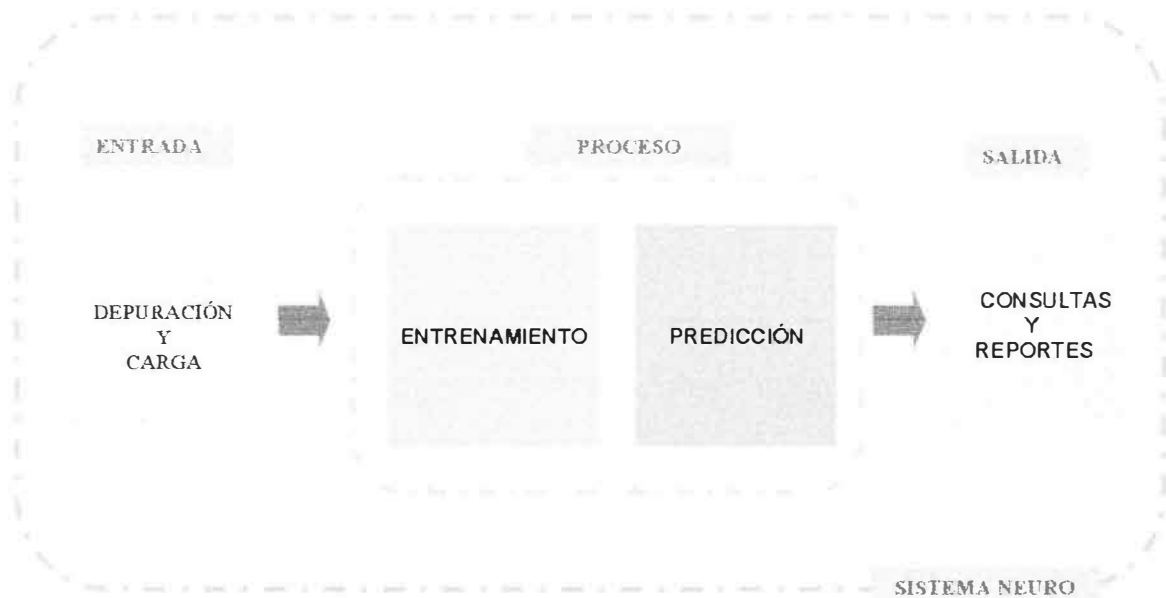 ENTRADA
PROCESO
SALIDA
DEPURACIÓN
Y
CARGA
ENTRENAMIENTO
PREDICCIÓN
CONSULTAS
Y
REPORTES
SISTEMA NEURO